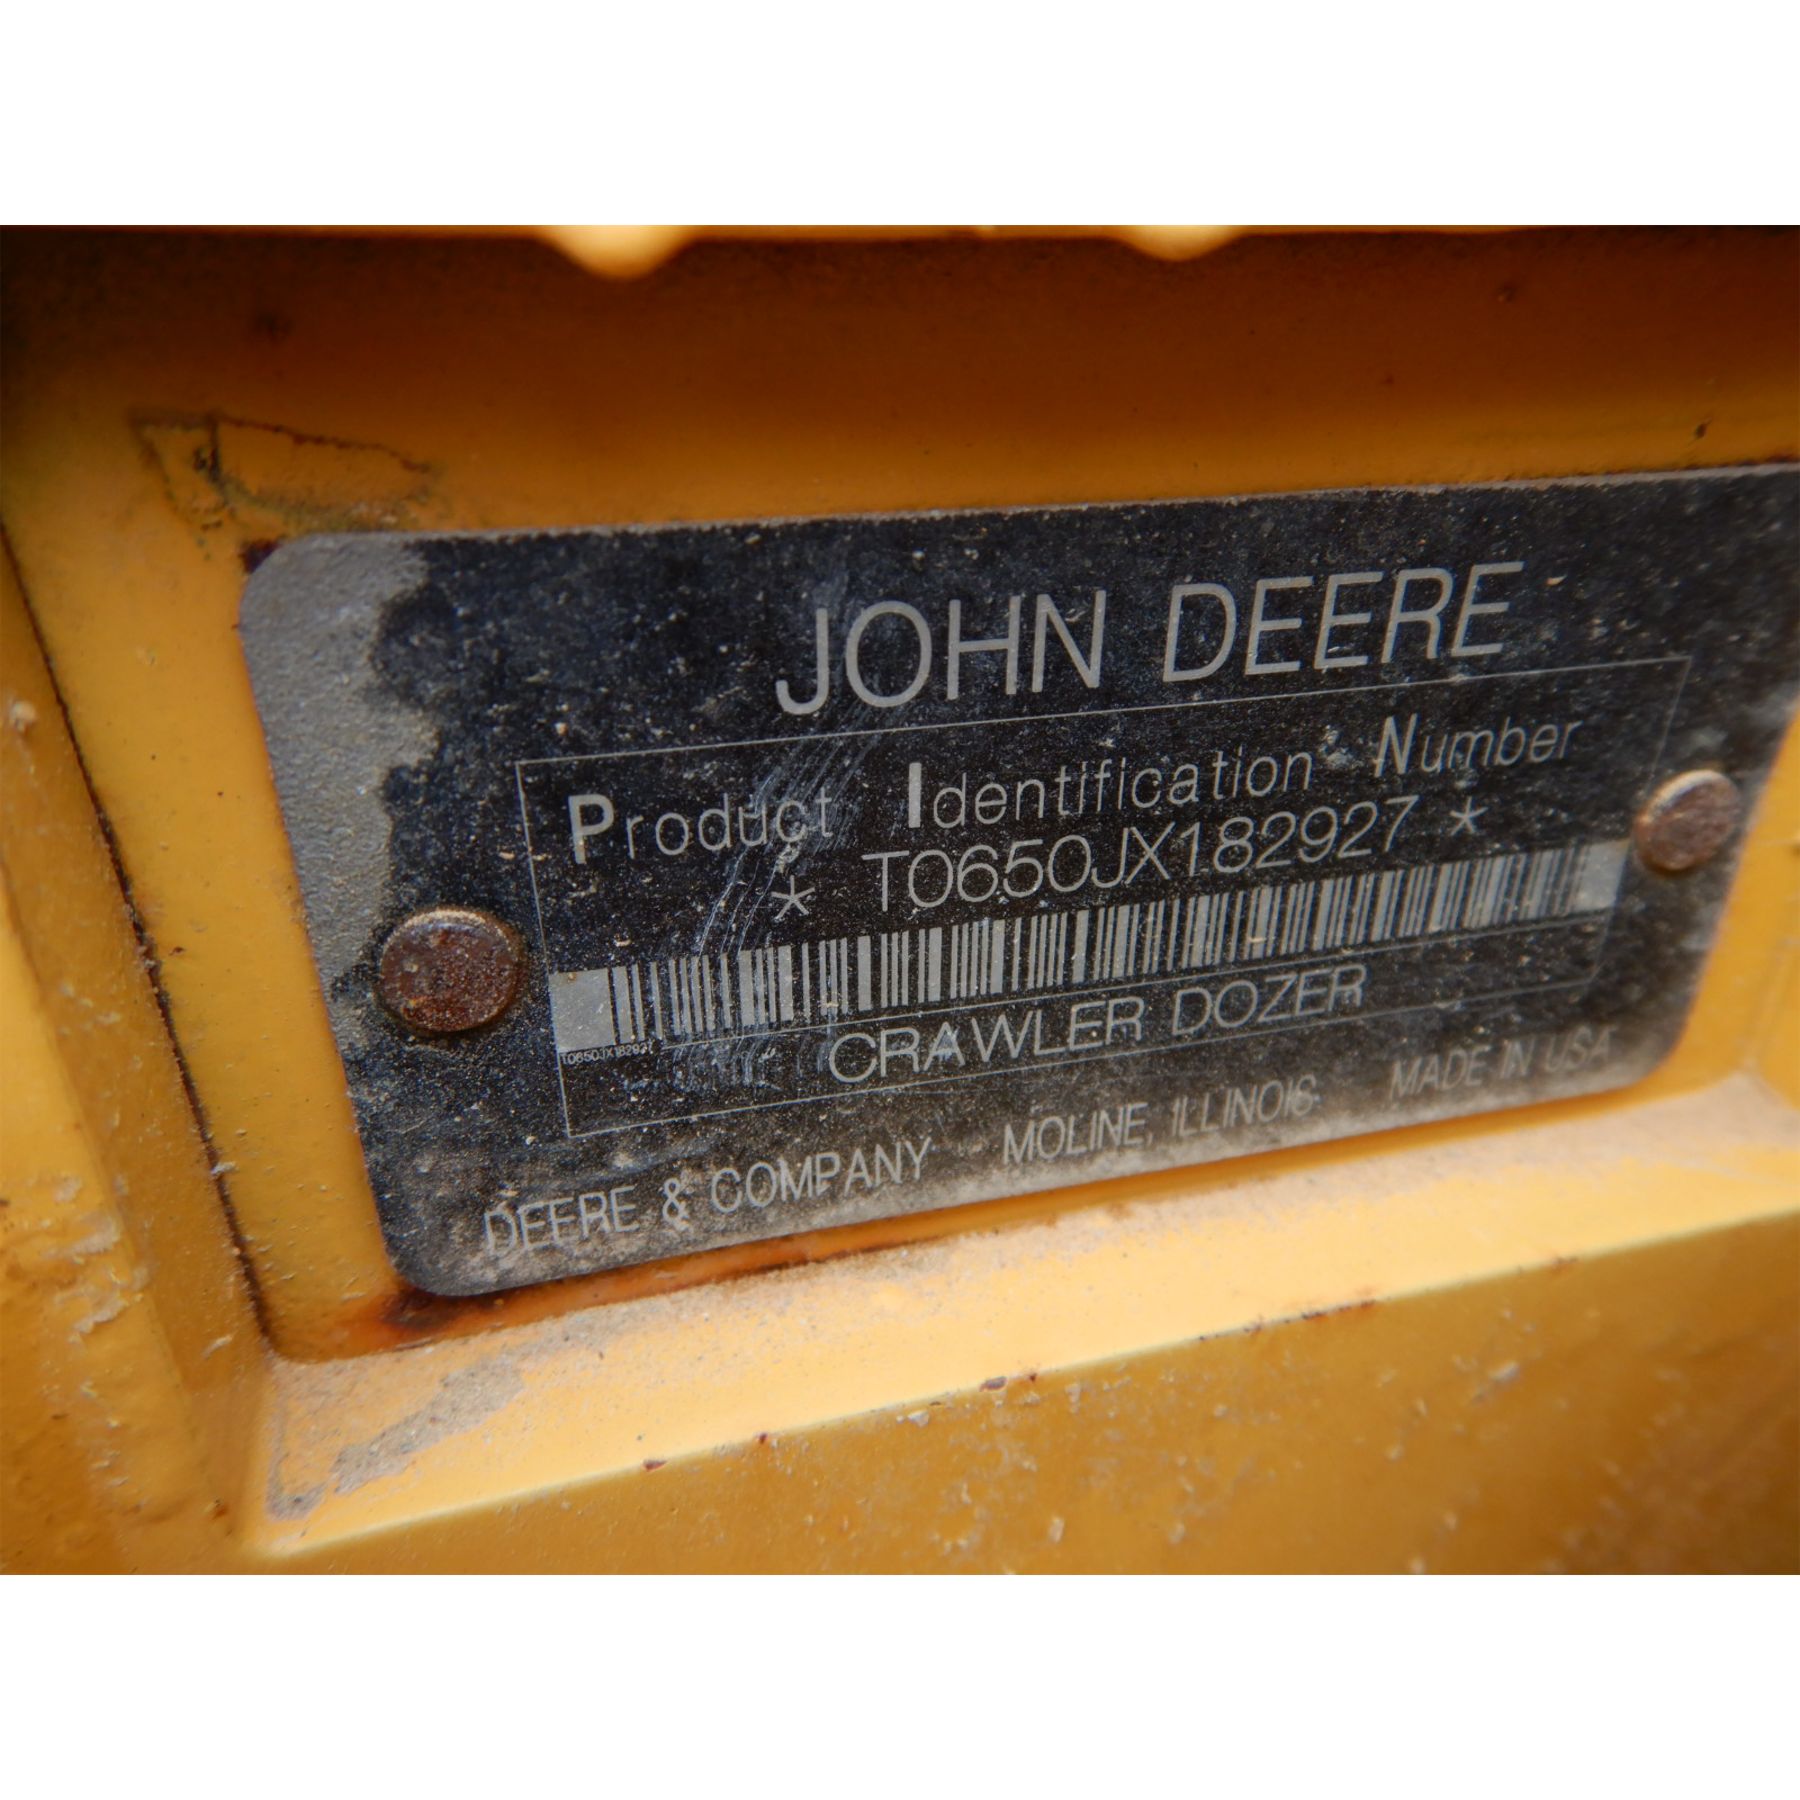 JOHN DEERE
Product Identification Number
* T0650JX182927 *
T0650JX182927
CRAWLER DOZER
DEERE & COMPANY MOLINE, ILLINOIS MADE IN USA